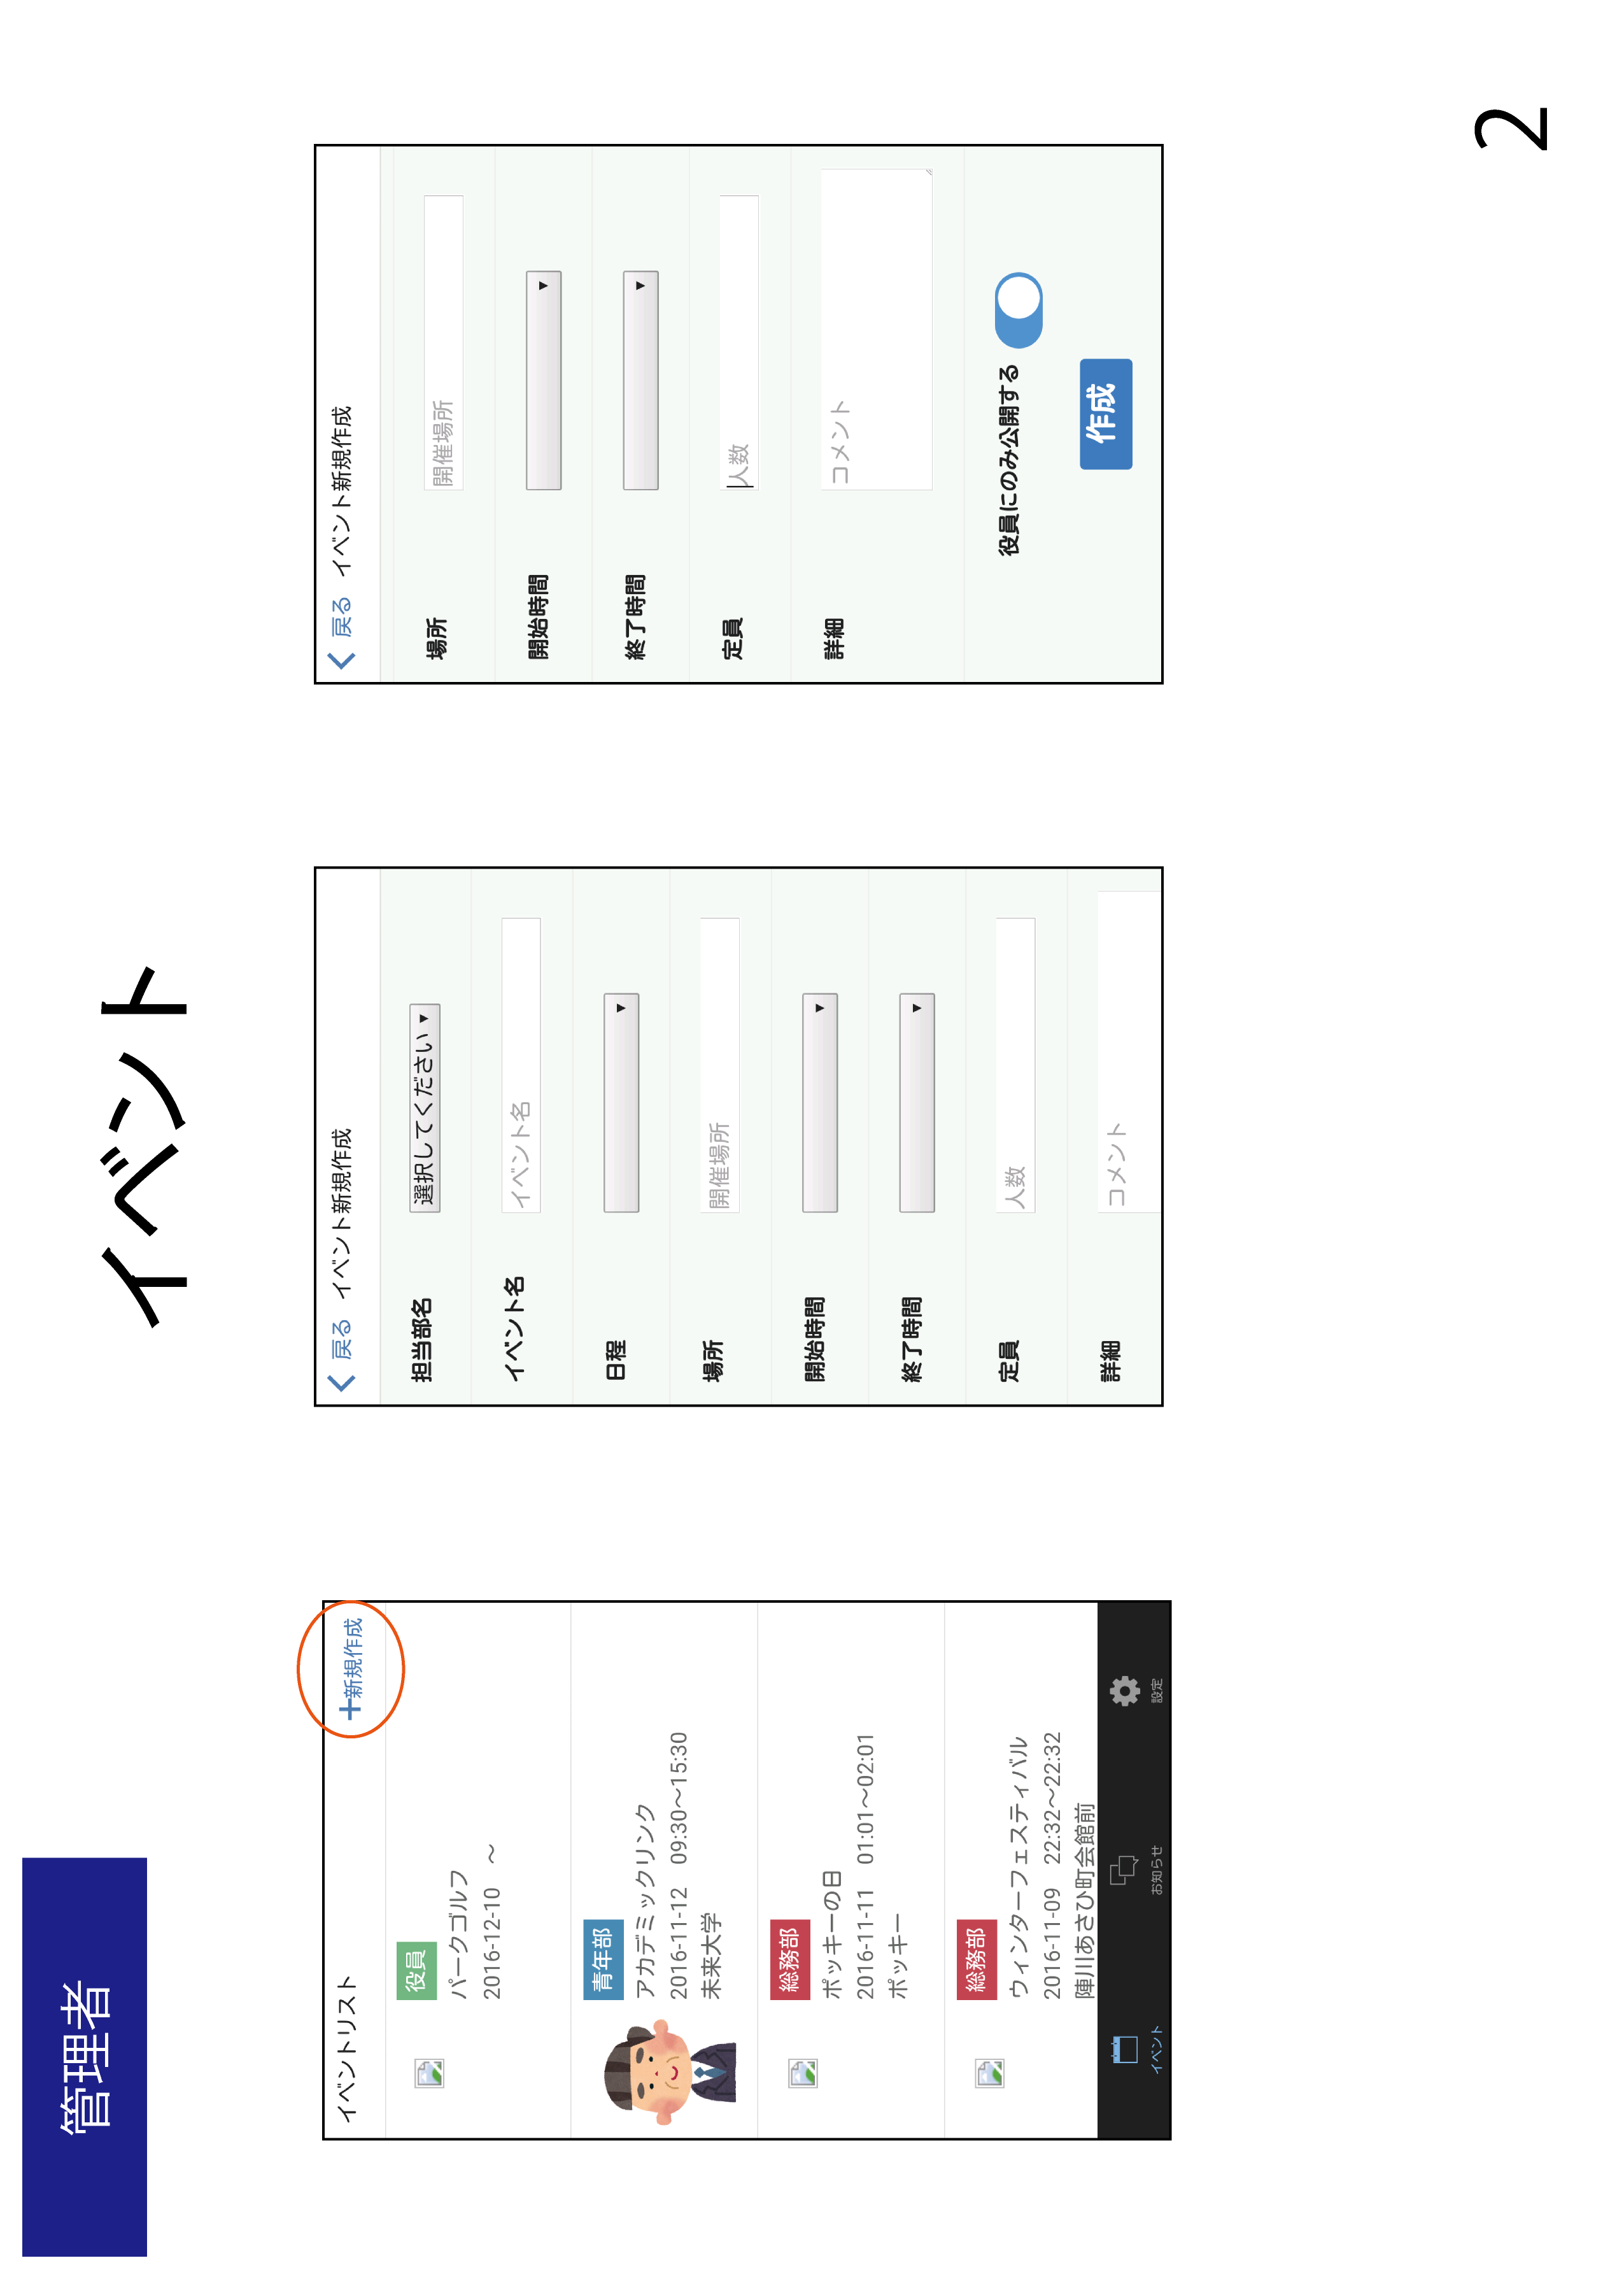 管理者
イベント
イベントリスト
+新規作成
役員
パークゴルフ
2016-12-10 ～
青年部
アカデミックリンク
2016-11-12 09:30～15:30
未来大学
総務部
ポッキーの日
2016-11-11 01:01～02:01
ポッキー
総務部
ウィンターフェスティバル
2016-11-09 22:32～22:32
陣川あさひ町会館前
イベント
お知らせ
設定
戻る イベント新規作成
担当部名 選択してください
イベント名 イベント名
日程
場所 開催場所
開始時間
終了時間
定員 人数
詳細 コメント
戻る イベント新規作成
場所 開催場所
開始時間
終了時間
定員 人数
詳細 コメント
役員にのみ公開する
作成
2